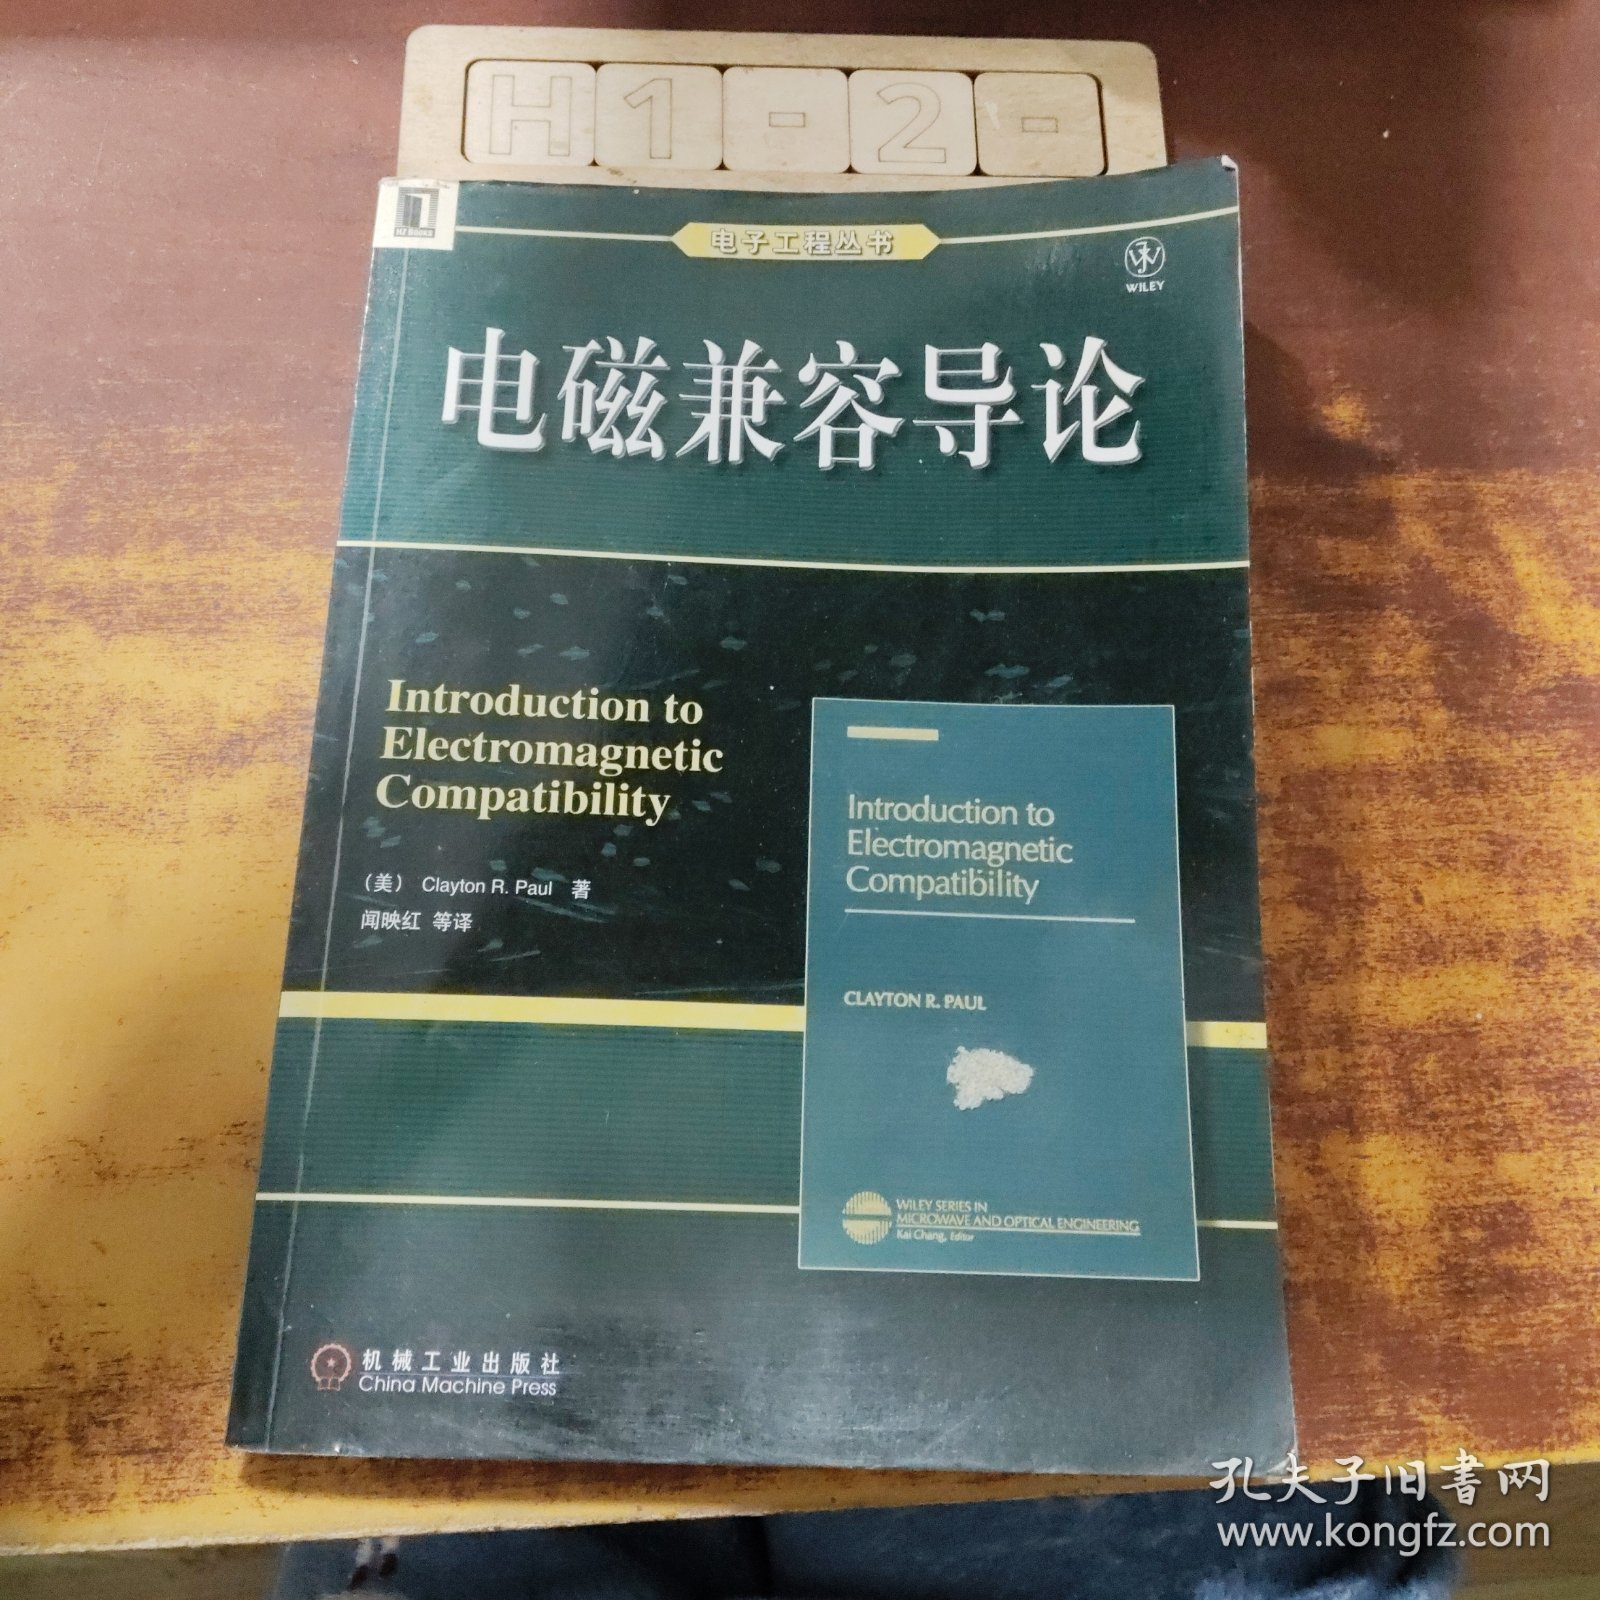 H1-2-
HZ BOOKS
电子工程丛书
WILEY
电磁兼容导论
Introduction to
Electromagnetic
Compatibility
（美） Clayton R. Paul 著
闻映红 等译
Introduction to
Electromagnetic
Compatibility
CLAYTON R. PAUL
WILEY SERIES IN
MICROWAVE AND OPTICAL ENGINEERING
Kai Chang, Editor
机械工业出版社
China Machine Press
孔夫子旧書网
www.kongfz.com